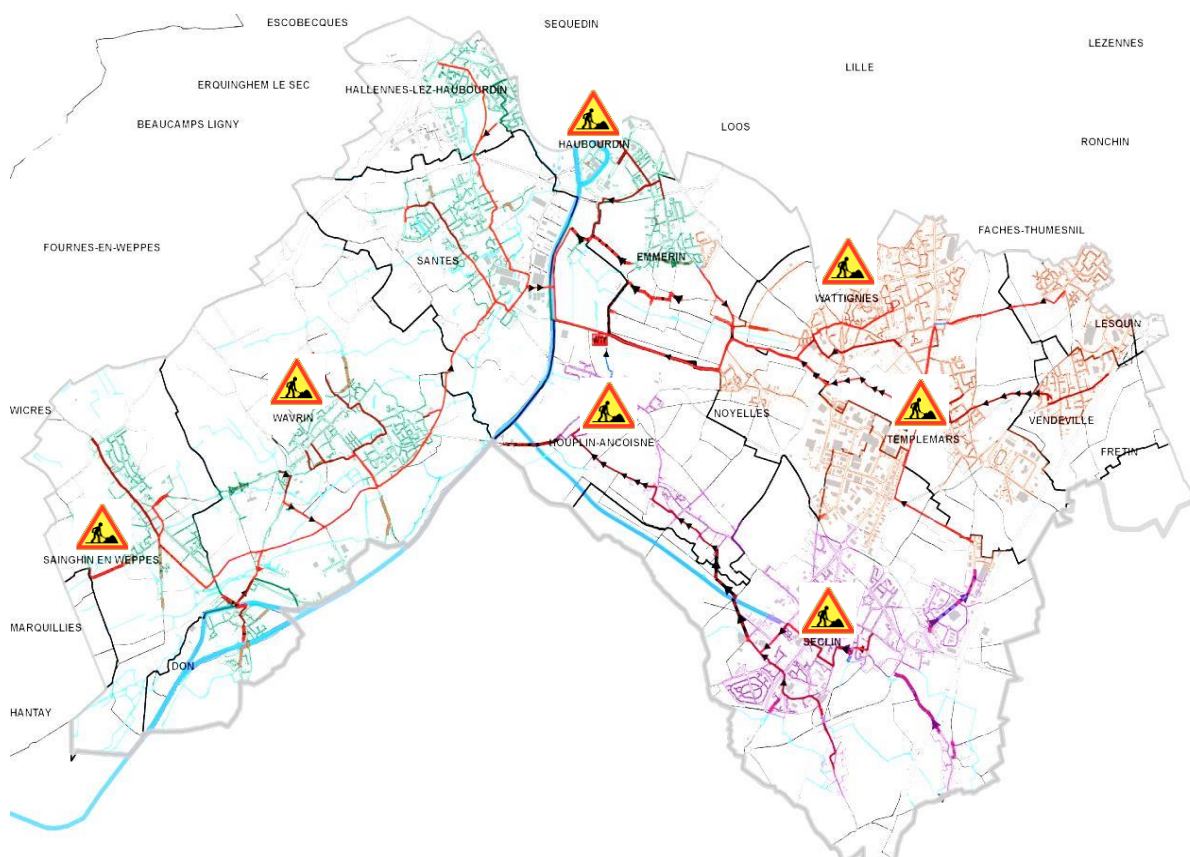 ESCOBECQUES
SEQUEDIN
LEZENNES
LILLE
ERQUINGHEM LE SEC
HALLENNES-LEZ-HAUBOURDIN
BEAUCAMPS LIGNY
LOOS
HAUBOURDIN
RONCHIN
FACHES-THUMESNIL
FOURNES-EN-WEPPES
SANTES
EMMERIN
WATTIGNIES
LESQUIN
WICRES
WAVRIN
NOYELLES
HOUPLIN-ANCOISNE
TEMPLEMARS
VENDEVILLE
FRETIN
SAINGHIN EN WEPPES
MARQUILLIES
SECLIN
DON
HANTAY